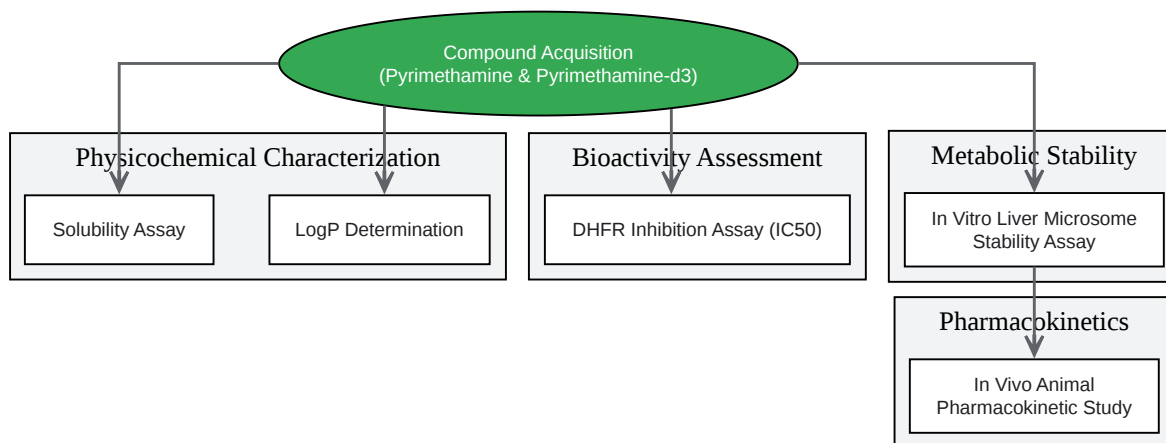 Compound Acquisition
(Pyrimethamine & Pyrimethamine-d3)
Physicochemical Characterization
Solubility Assay
LogP Determination
Bioactivity Assessment
DHFR Inhibition Assay (IC50)
Metabolic Stability
In Vitro Liver Microsome
Stability Assay
Pharmacokinetics
In Vivo Animal
Pharmacokinetic Study